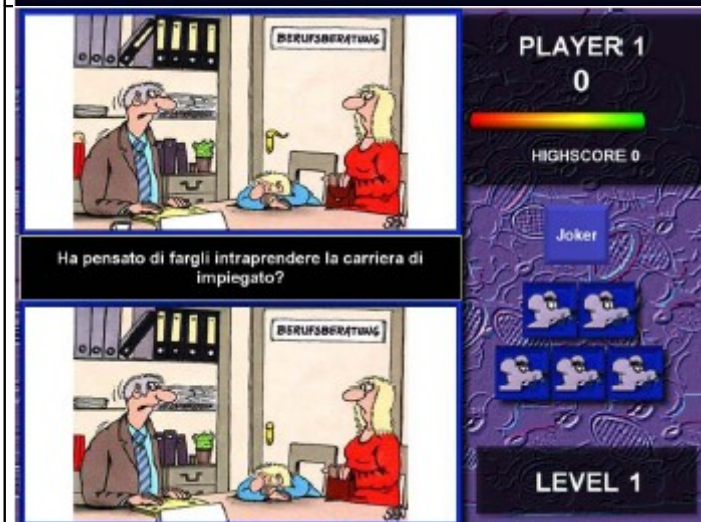 BERUFSBERATUNG
PLAYER 1
0
HIGHSCORE 0
Joker
Ha pensato di fargli intraprendere la carriera di
impiegato?
BERUFSBERATUNG
LEVEL 1